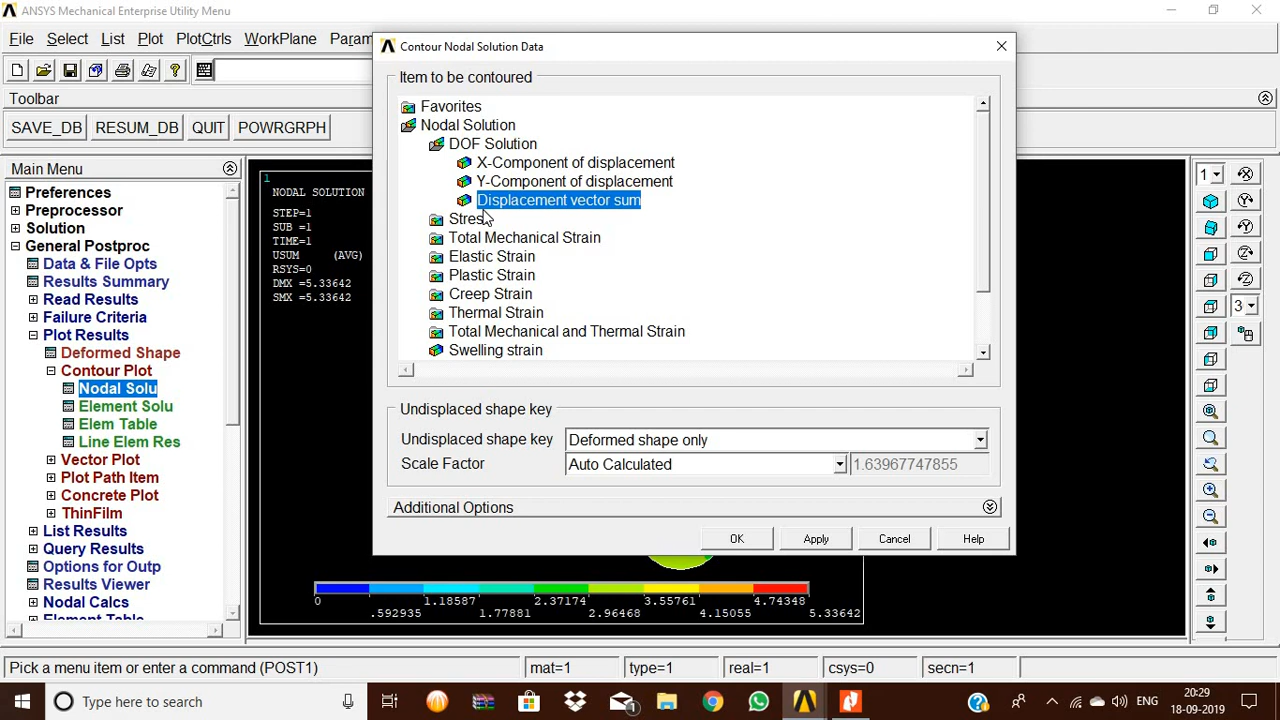 ANSYS Mechanical Enterprise Utility Menu
File Select List Plot PlotCtrls WorkPlane
Toolbar
SAVE_DB RESUM_DB QUIT POWRGRPH
Main Menu
Preferences
Preprocessor
Solution
General Postproc
Data & File Opts
Results Summary
Read Results
Failure Criteria
Plot Results
Deformed Shape
Contour Plot
Nodal Solu
Element Solu
Elem Table
Line Elem Res
Vector Plot
Plot Path Item
Concrete Plot
ThinFilm
List Results
Query Results
Options for Outp
Results Viewer
Nodal Calcs
Element Table
1
NODAL SOLUTION
STEP=1
SUB =1
TIME=1
USUM (AVG)
RSYS=0
DMX =5.33642
SMX =5.33642
Contour Nodal Solution Data
Item to be contoured
Favorites
Nodal Solution
DOF Solution
X-Component of displacement
Y-Component of displacement
Displacement vector sum
Stress
Total Mechanical Strain
Elastic Strain
Plastic Strain
Creep Strain
Thermal Strain
Total Mechanical and Thermal Strain
Swelling strain
Undisplaced shape key
Undisplaced shape key Deformed shape only
Scale Factor Auto Calculated 1.63967747855
Additional Options
OK Apply Cancel Help
0 1.18587 2.37174 3.55761 4.74348
.592935 1.77881 2.96468 4.15055 5.33642
1
3
Pick a menu item or enter a command (POST1) mat=1 type=1 real=1 csys=0 secn=1
Type here to search
1
ENG
20:29
18-09-2019